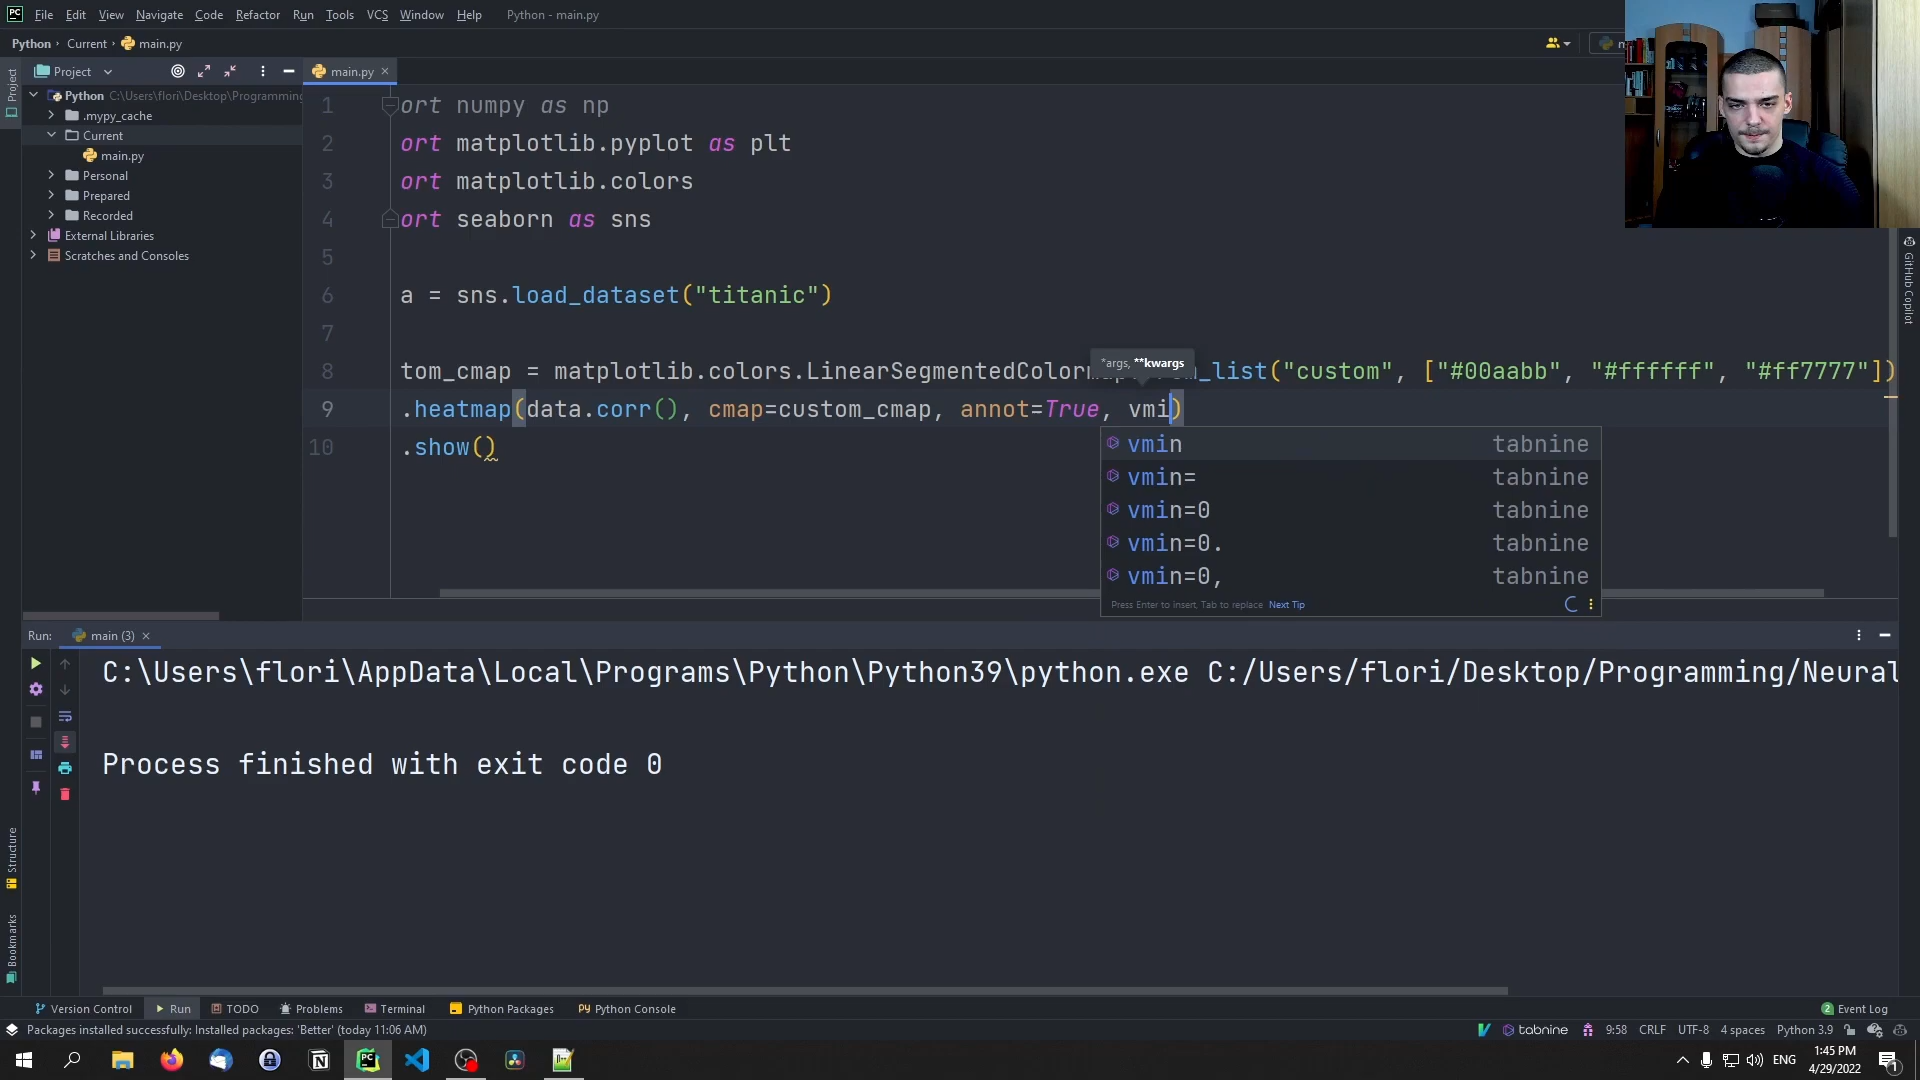 PC File Edit View Navigate Code Refactor Run Tools VCS Window Help Python - main.py
Python › Current › main.py
Project
main.py
Python C:\Users\flori\Desktop\Programming
.mypy_cache
Current
main.py
Personal
Prepared
Recorded
External Libraries
Scratches and Consoles
Project
Structure
Bookmarks
GitHub Copilot
1 ort numpy as np
2 ort matplotlib.pyplot as plt
3 ort matplotlib.colors
4 ort seaborn as sns
5
6 a = sns.load_dataset("titanic")
7
*args, **kwargs
8 tom_cmap = matplotlib.colors.LinearSegmentedColorm _list("custom", ["#00aabb", "#ffffff", "#ff7777"])
9 .heatmap(data.corr(), cmap=custom_cmap, annot=True, vmi)
10 .show()
vmin tabnine
vmin= tabnine
vmin=0 tabnine
vmin=0. tabnine
vmin=0, tabnine
Press Enter to insert, Tab to replace Next Tip
Run: main (3)
C:\Users\flori\AppData\Local\Programs\Python\Python39\python.exe C:/Users/flori/Desktop/Programming/Neural
Process finished with exit code 0
Version Control Run TODO Problems Terminal Python Packages Python Console 2 Event Log
Packages installed successfully: Installed packages: 'Better' (today 11:06 AM) tabnine 9:58 CRLF UTF-8 4 spaces Python 3.9
ENG 1:45 PM
4/29/2022 1